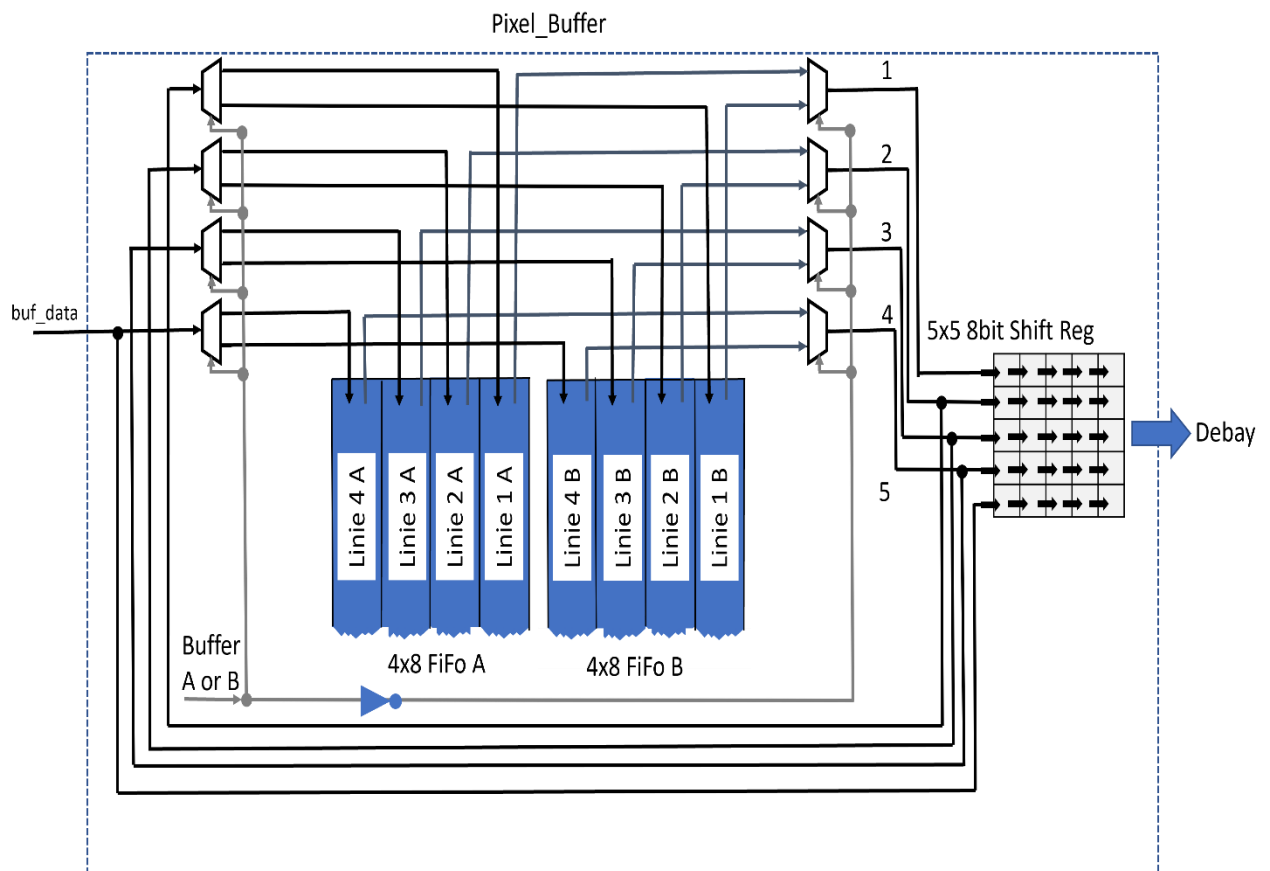 Pixel_Buffer
1
2
3
buf_data
4
5x5 8bit Shift Reg
Debay
5
Linie 4 A
Linie 3 A
Linie 2 A
Linie 1 A
Linie 4 B
Linie 3 B
Linie 2 B
Linie 1 B
Buffer
A or B
4x8 FiFo A
4x8 FiFo B